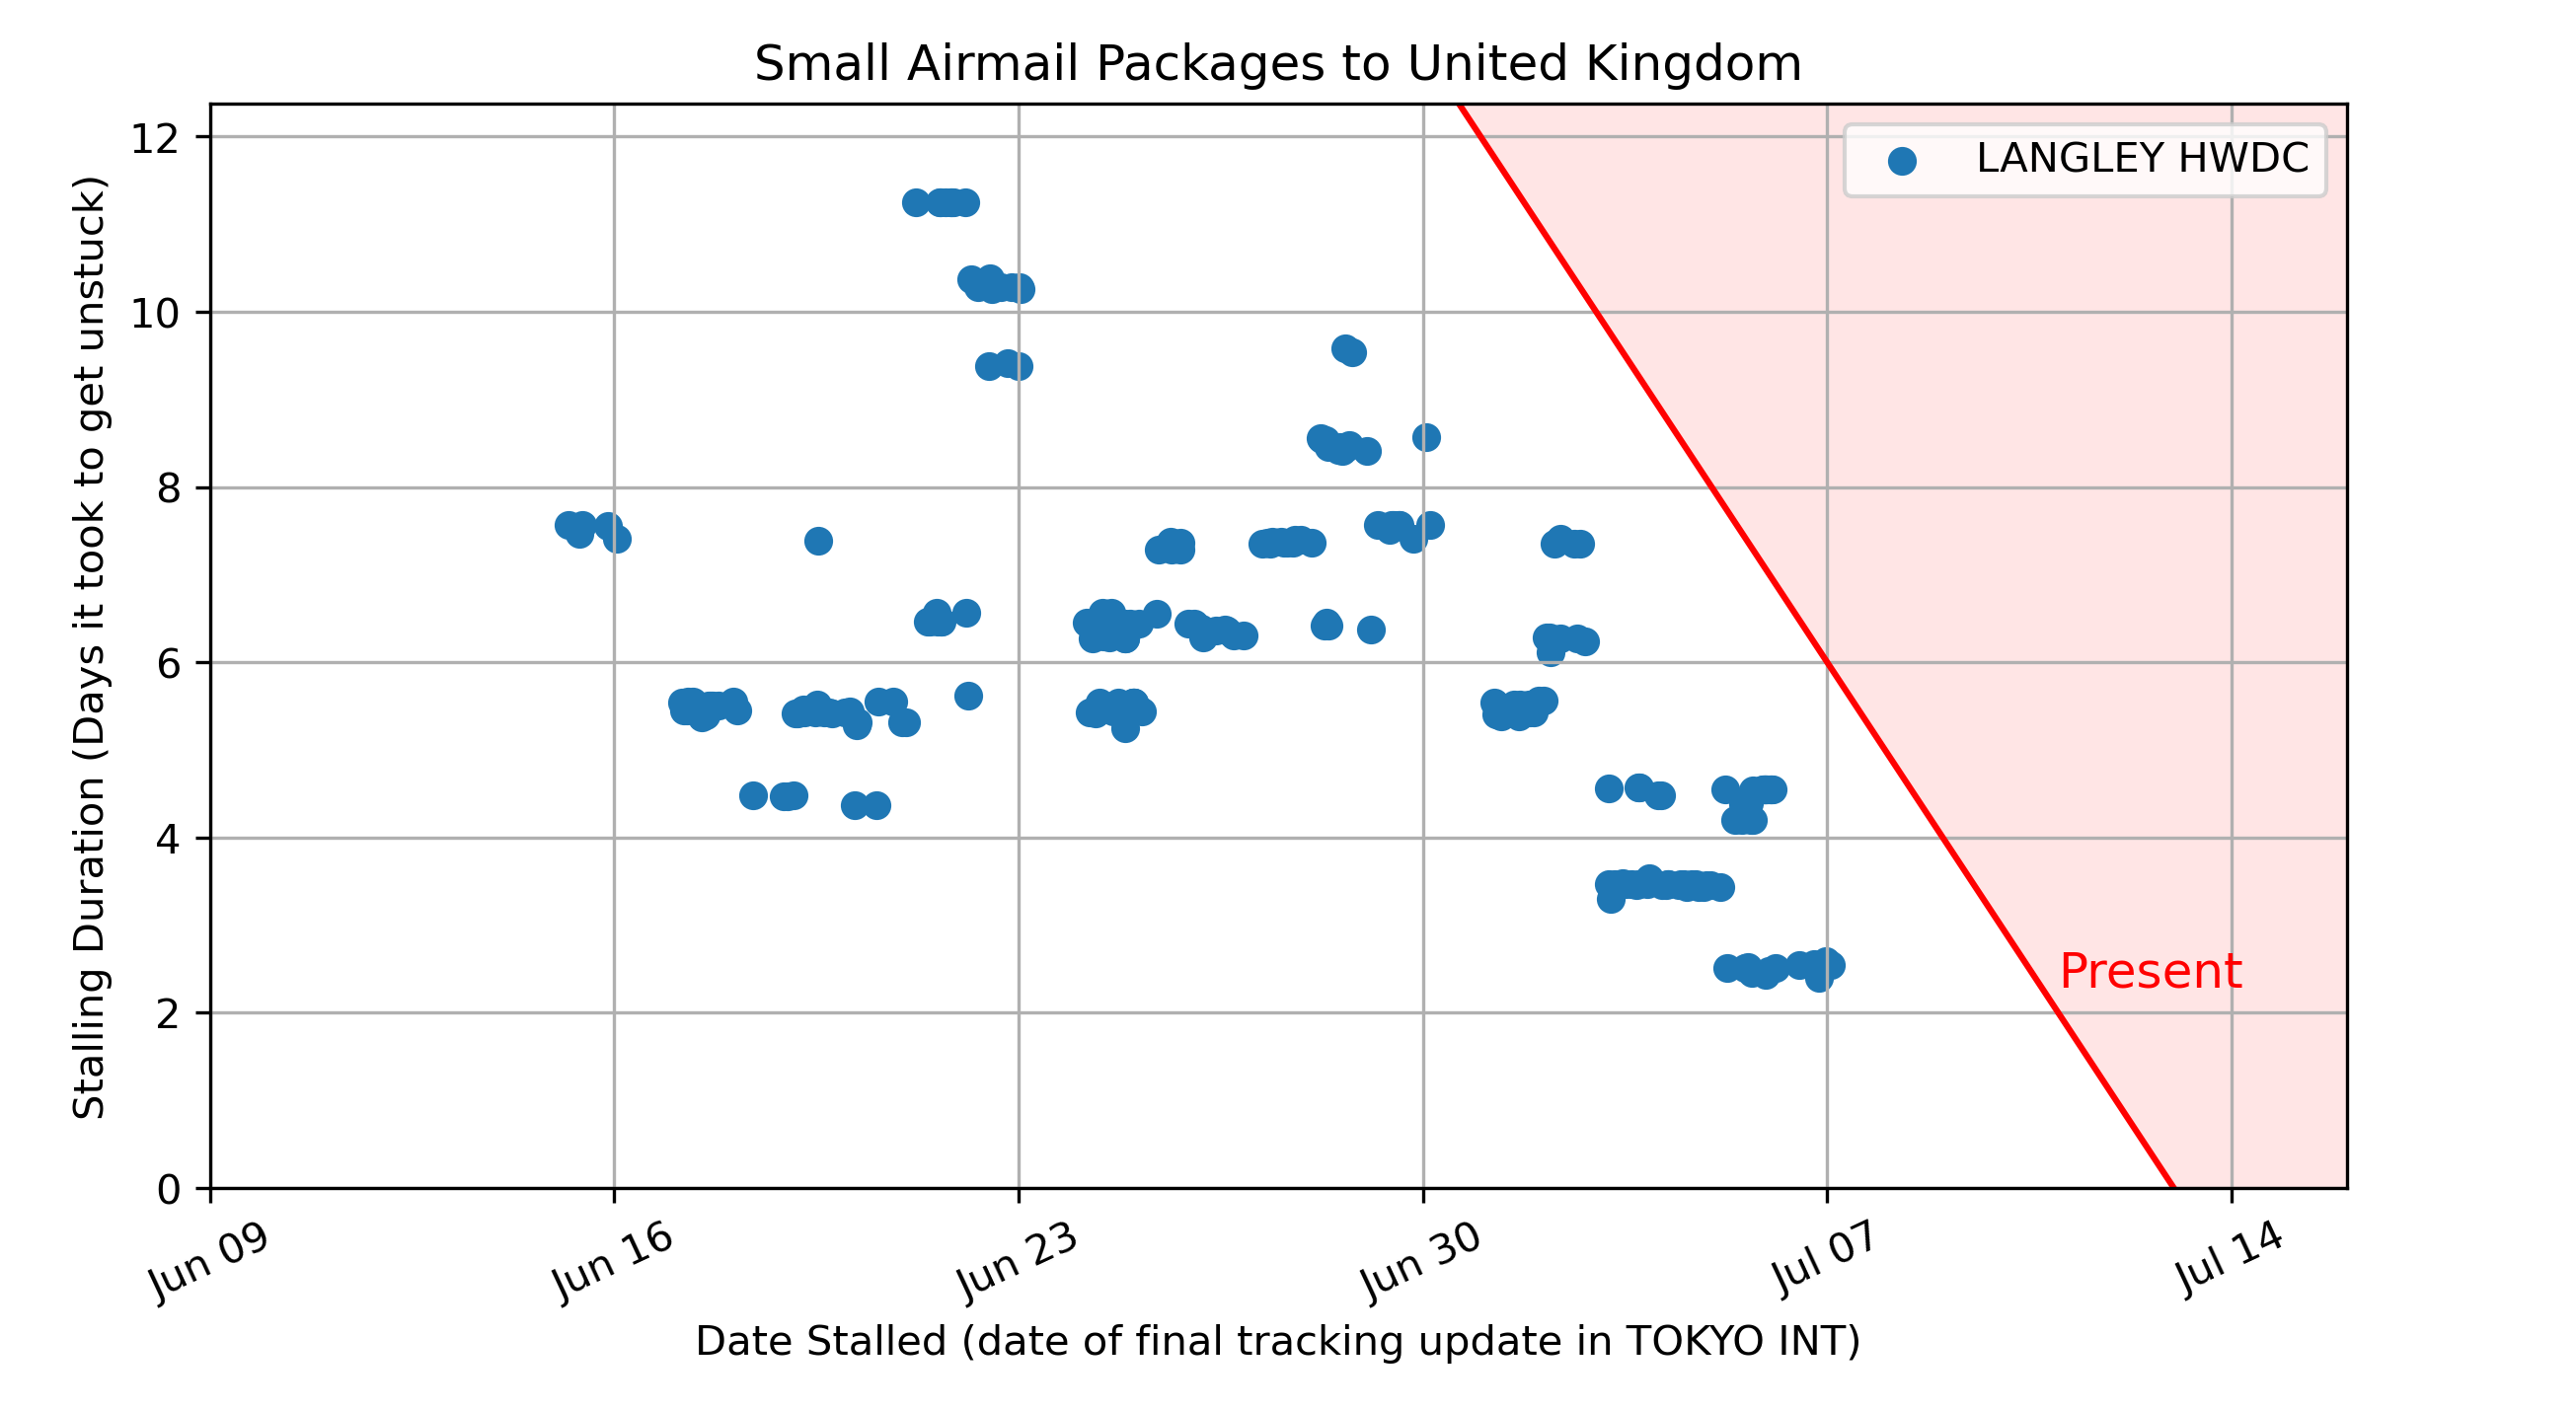 Small Airmail Packages to United Kingdom
LANGLEY HWDC
Stalling Duration (Days it took to get unstuck)
12
10
8
6
4
2
0
Present
Jun 09
Jun 16
Jun 23
Jun 30
Jul 07
Jul 14
Date Stalled (date of final tracking update in TOKYO INT)